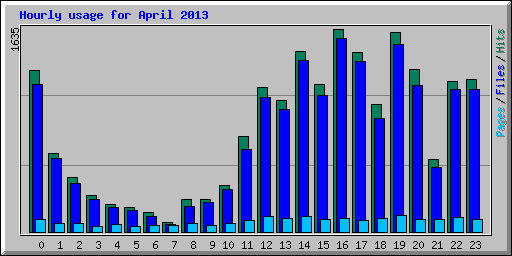 Hourly usage for April 2013
1635
Pages / Files / Hits
0 1 2 3 4 5 6 7 8 9 10 11 12 13 14 15 16 17 18 19 20 21 22 23